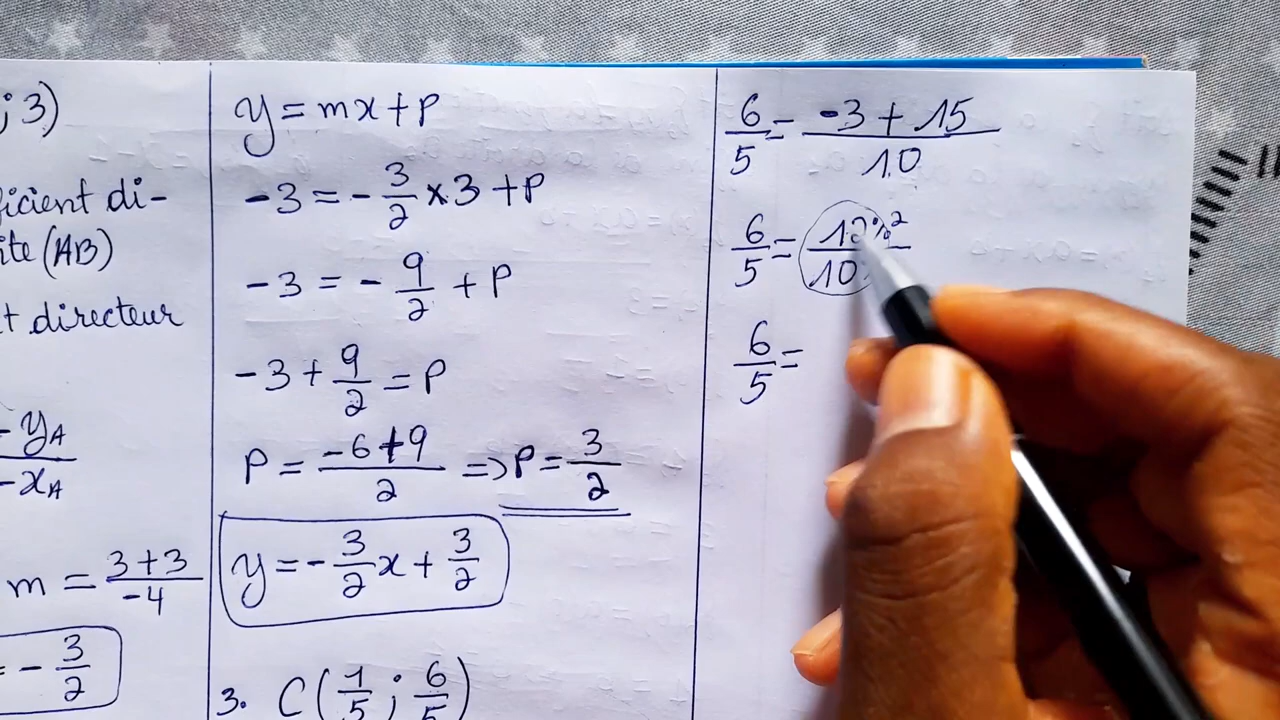 ; 3)
ficient di-
ite (AB)
t directeur
- yA
- xA
m = 3+3 / -4
= - 3/2
y = mx + p
-3 = - 3/2 × 3 + p
-3 = - 9/2 + p
-3 + 9/2 = p
p = -6+9 / 2 => p = 3/2
y = - 3/2 x + 3/2
3. C ( 1/5 ; 6/5 )
6/5 = -3 + 15 / 10
6/5 = 12÷2 / 10
6/5 =